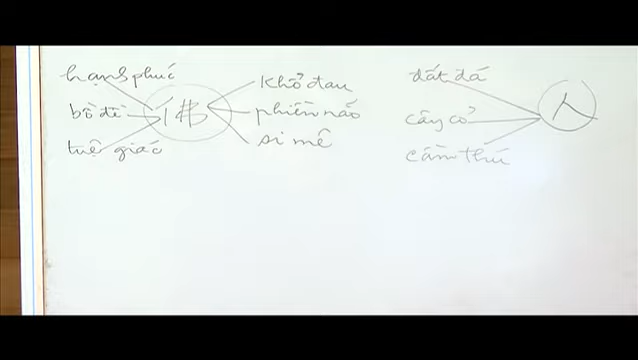 hạnh phúc
bồ đề
tuệ giác
khổ đau
phiền não
si mê
đất đá
cây cỏ
cầm thú
人